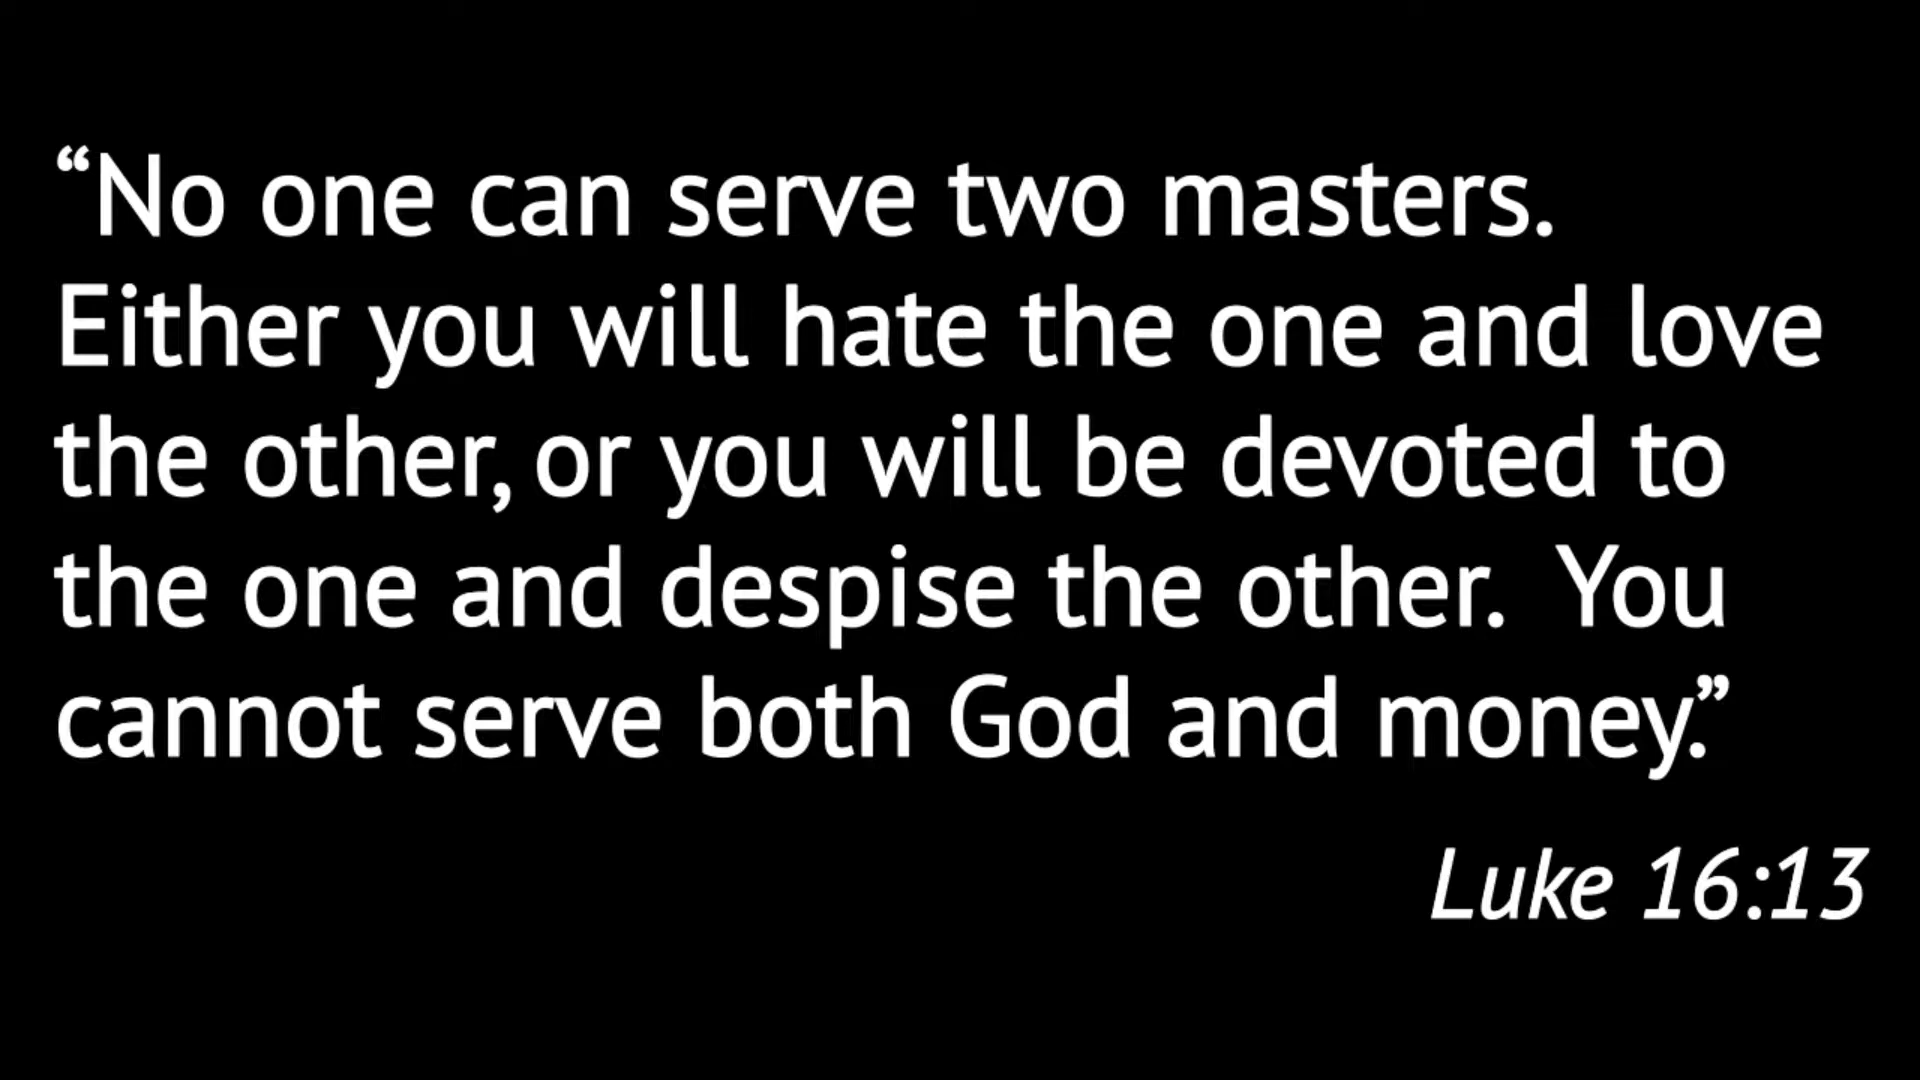 “No one can serve two masters.
Either you will hate the one and love
the other, or you will be devoted to
the one and despise the other.  You
cannot serve both God and money.”
Luke 16:13